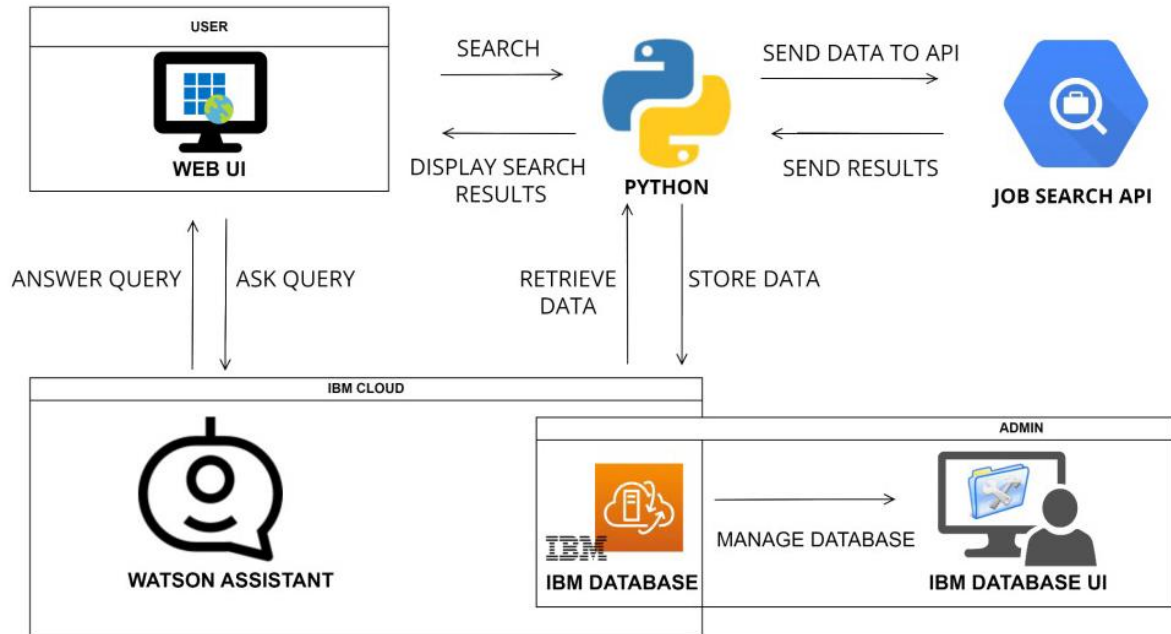 USER
WEB UI
SEARCH
DISPLAY SEARCH
RESULTS
PYTHON
SEND DATA TO API
SEND RESULTS
JOB SEARCH API
ANSWER QUERY
ASK QUERY
RETRIEVE
DATA
STORE DATA
IBM CLOUD
WATSON ASSISTANT
ADMIN
IBM
IBM DATABASE
MANAGE DATABASE
IBM DATABASE UI